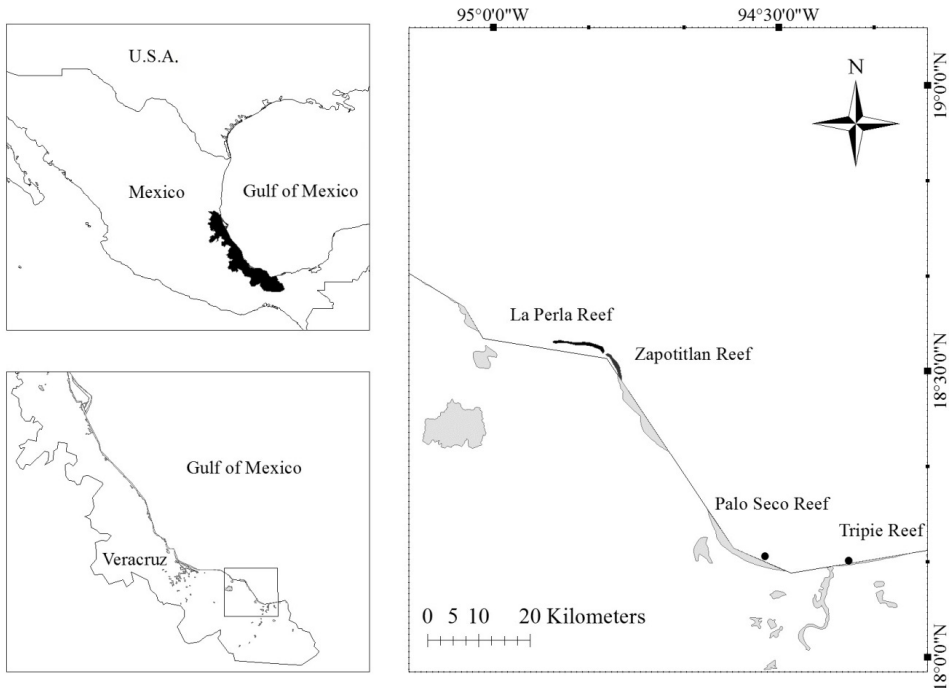 U.S.A.
Mexico
Gulf of Mexico
Gulf of Mexico
Veracruz
95°0'0"W
94°30'0"W
N
19°0'0"N
La Perla Reef
Zapotitlan Reef
18°30'0"N
Palo Seco Reef
Tripie Reef
0 5 10 20 Kilometers
18°0'0"N